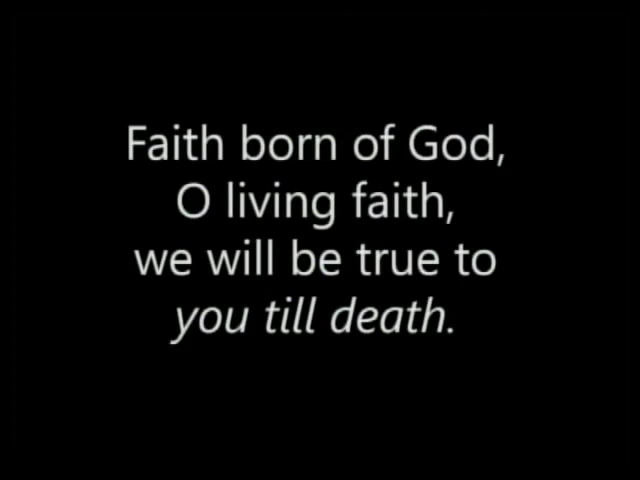 Faith born of God,
O living faith,
we will be true to
you till death.